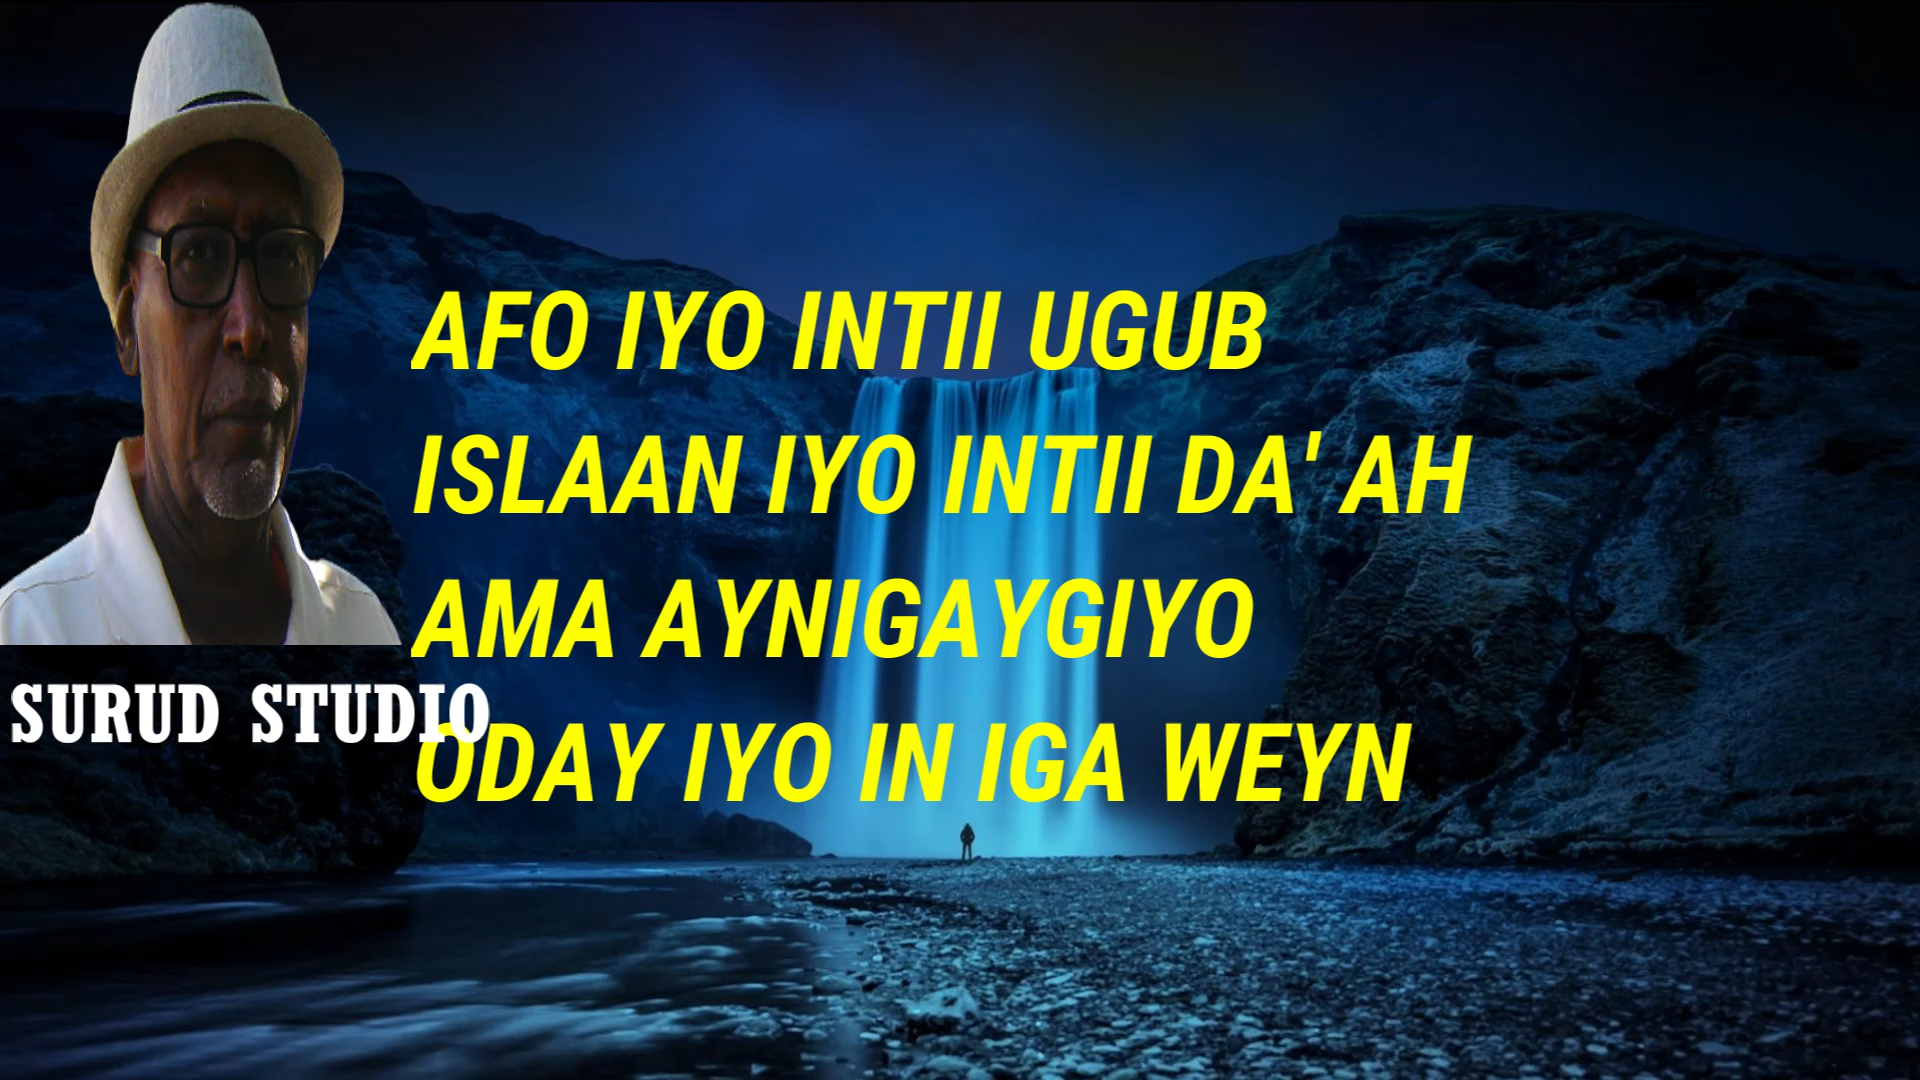 AFO IYO INTII UGUB
ISLAAN IYO INTII DA' AH
AMA AYNIGAYGIYO
ODAY IYO IN IGA WEYN
SURUD STUDIO